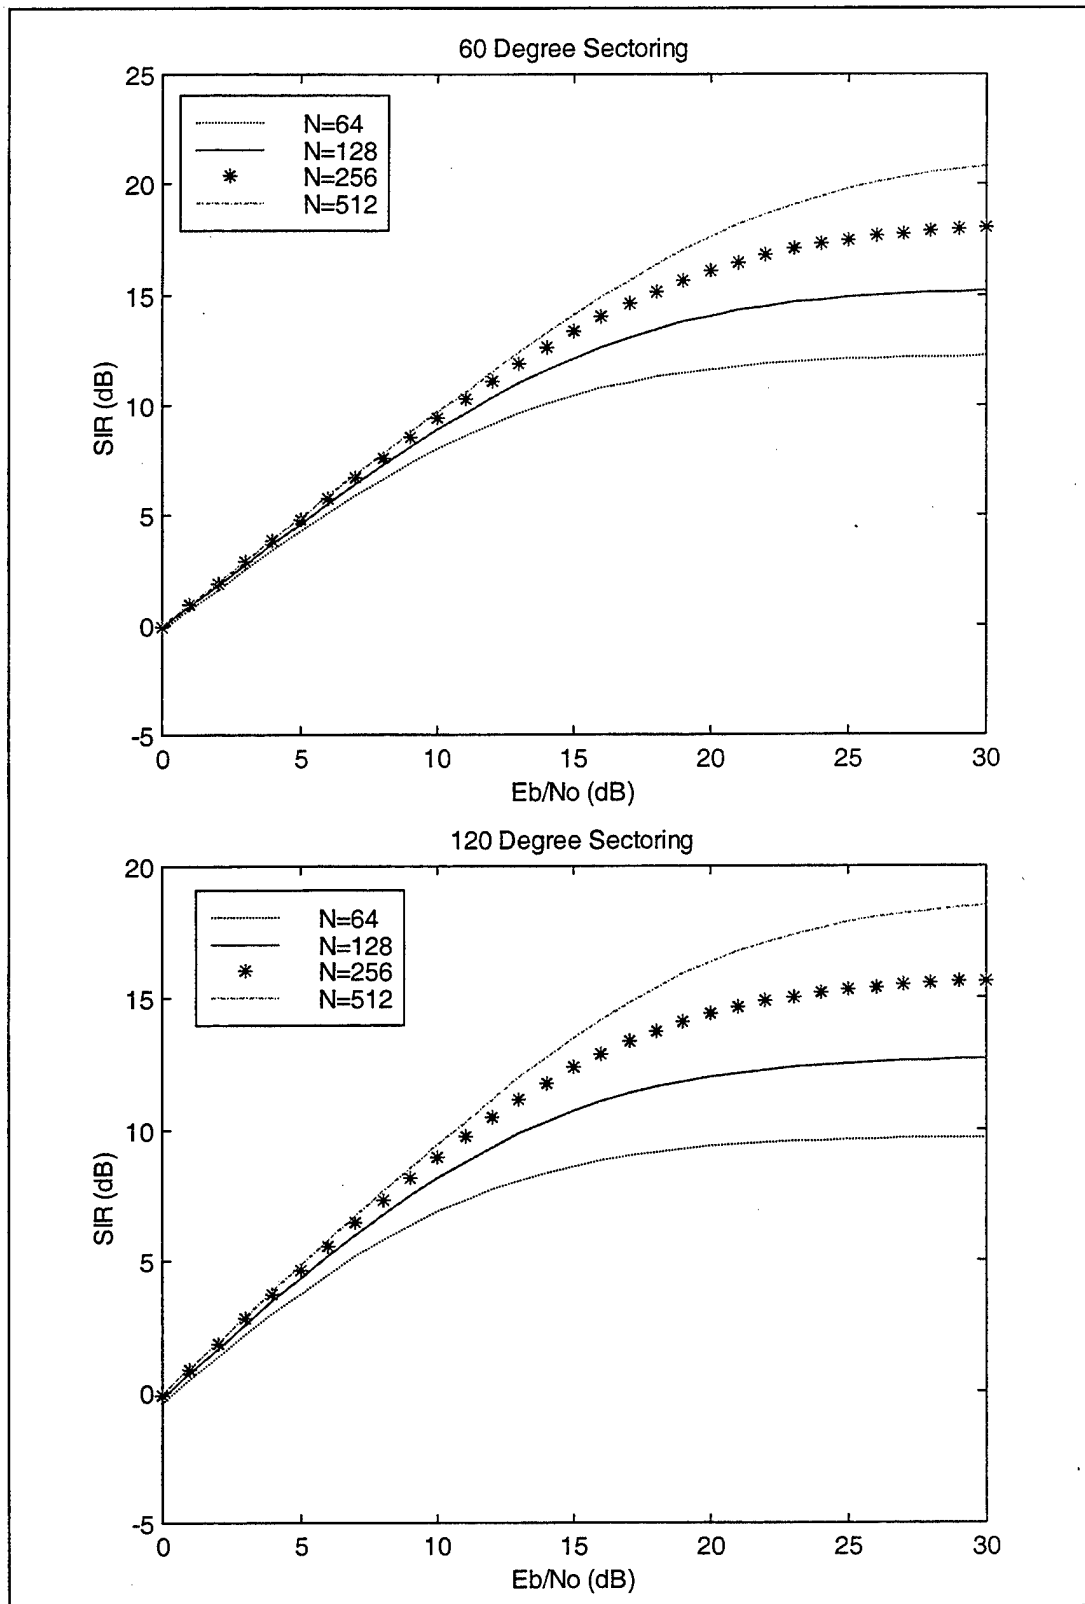 60 Degree Sectoring
25
20
15
10
5
0
-5
SIR (dB)
N=64
N=128
N=256
N=512
0 5 10 15 20 25 30
Eb/No (dB)
120 Degree Sectoring
20
15
10
5
0
-5
SIR (dB)
N=64
N=128
N=256
N=512
0 5 10 15 20 25 30
Eb/No (dB)